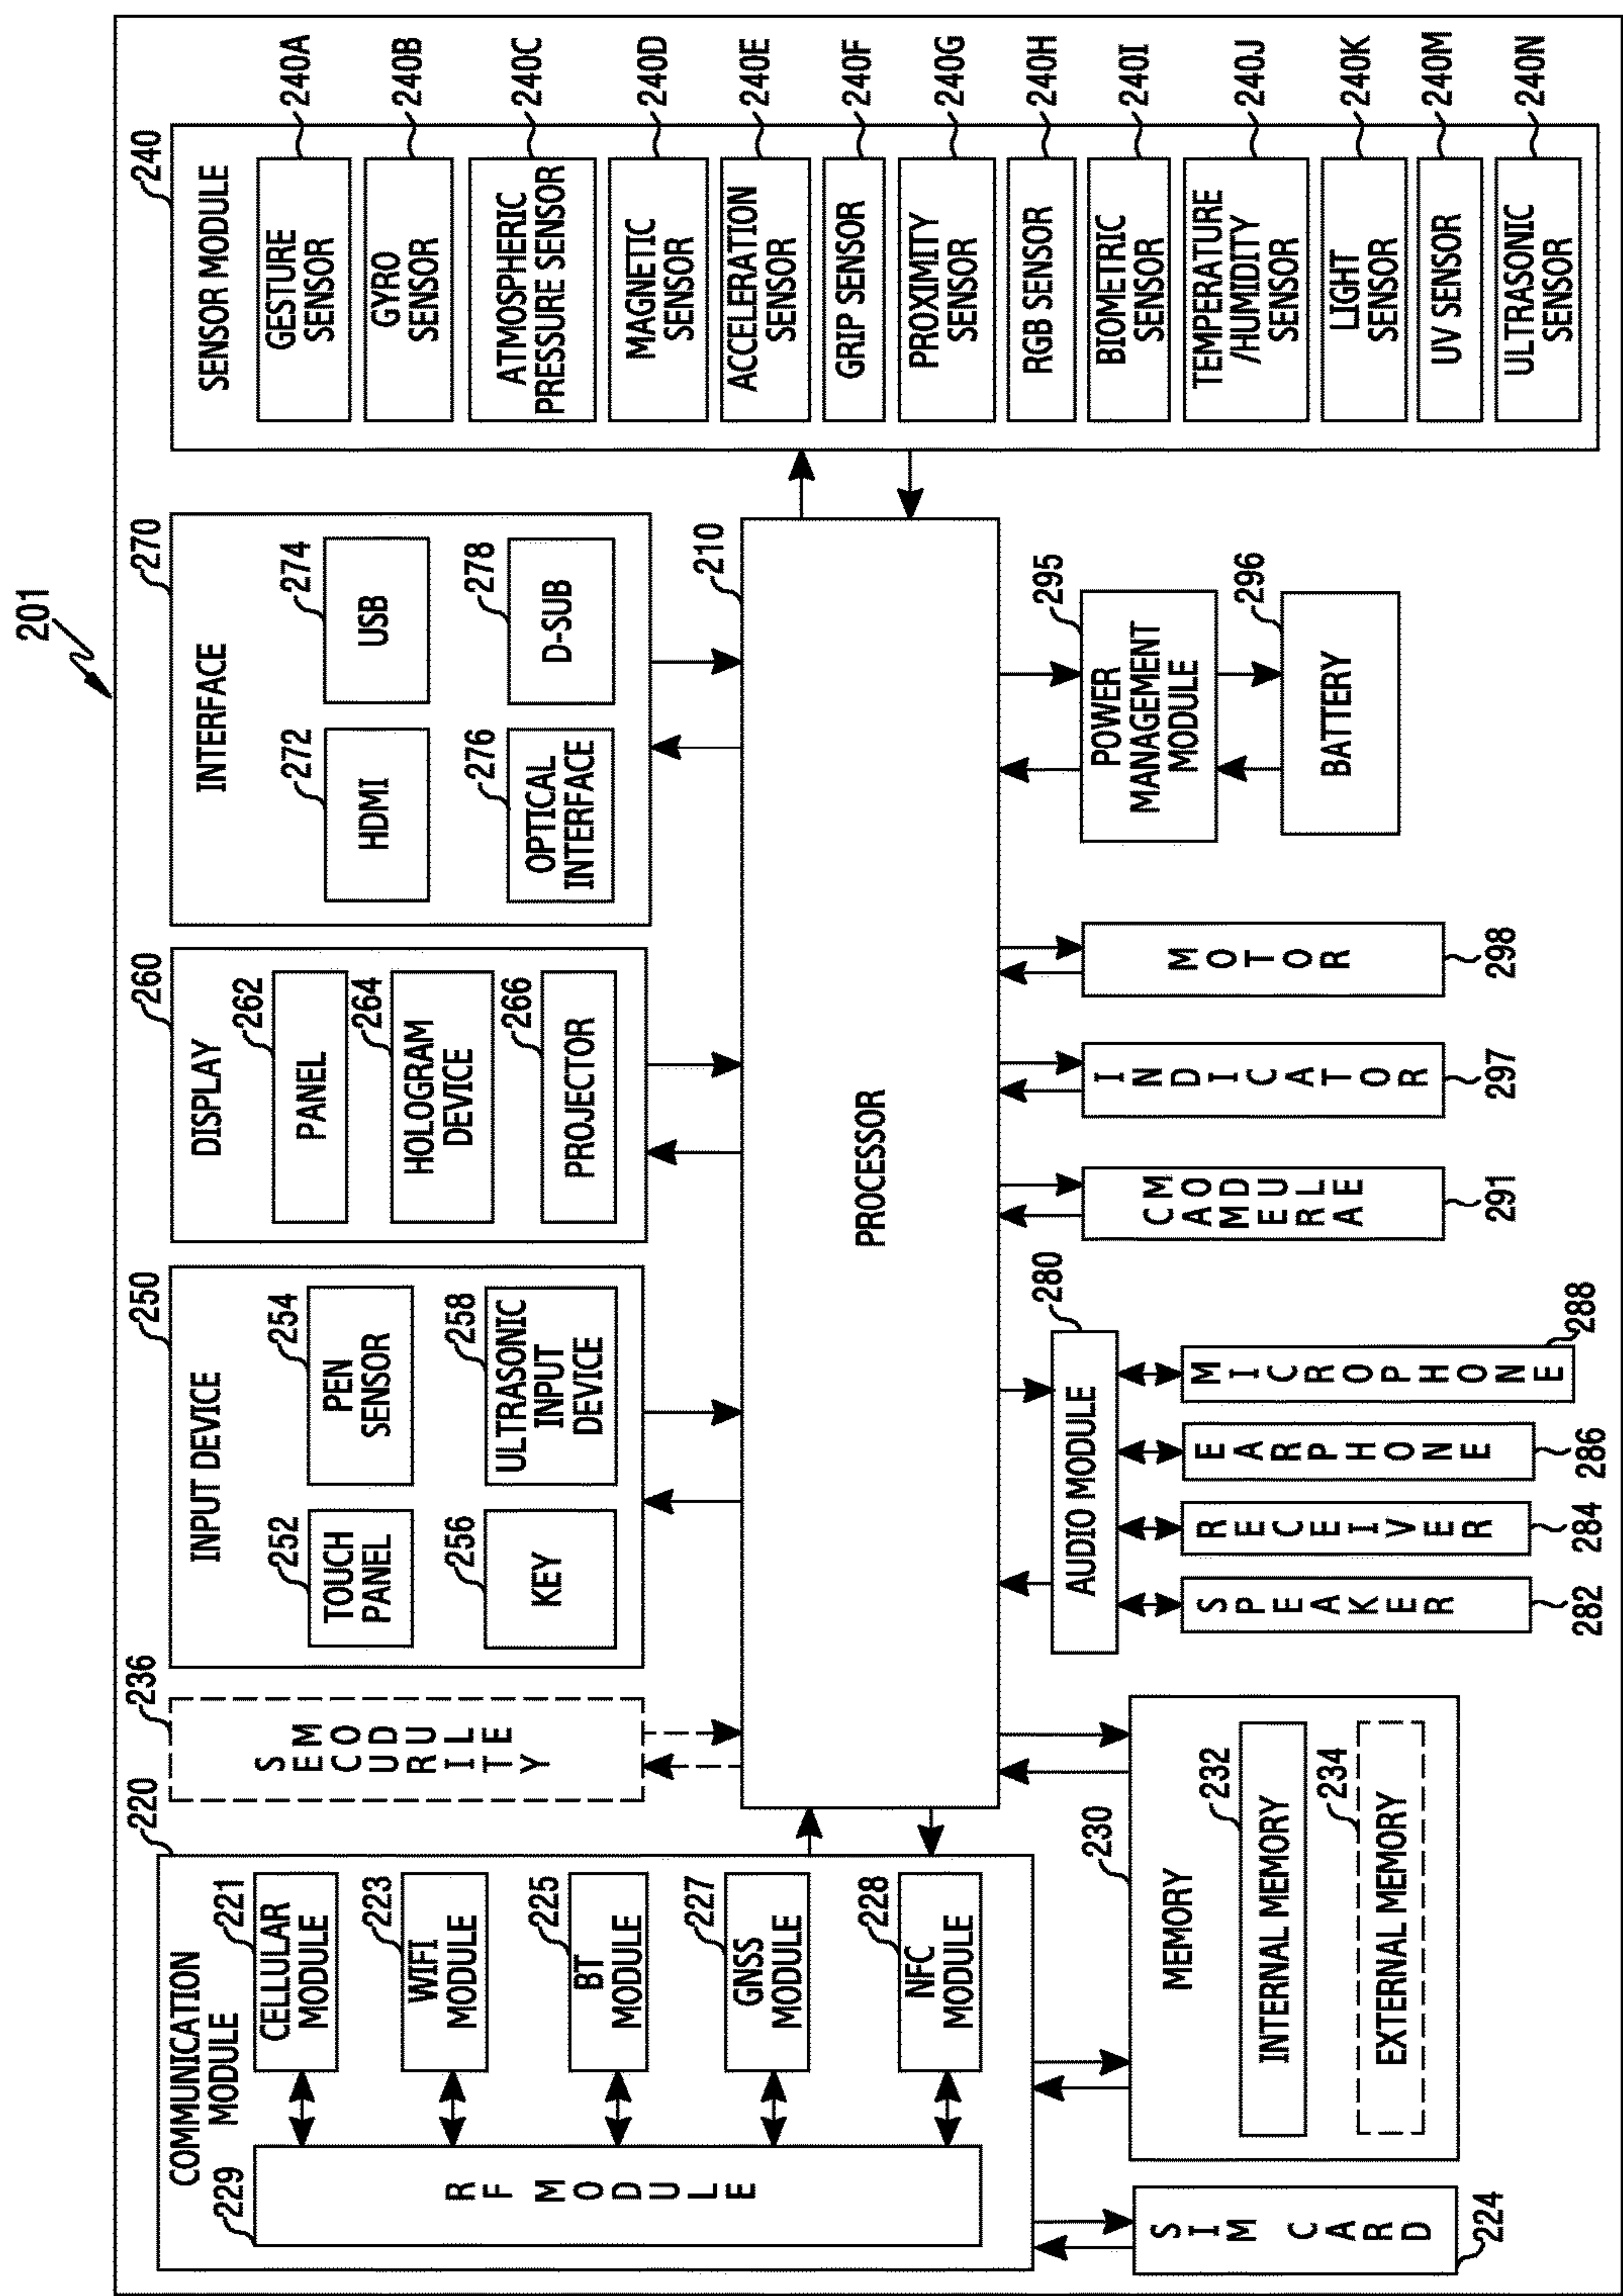 201
220
COMMUNICATION
MODULE
229
RF MODULE
221
CELLULAR
MODULE
223
WIFI
MODULE
225
BT
MODULE
227
GNSS
MODULE
228
NFC
MODULE
236
SECURITY
MODULE
250
INPUT DEVICE
252
TOUCH
PANEL
254
PEN
SENSOR
256
KEY
258
ULTRASONIC
INPUT
DEVICE
260
DISPLAY
262
PANEL
264
HOLOGRAM
DEVICE
266
PROJECTOR
270
INTERFACE
272
HDMI
274
USB
276
OPTICAL
INTERFACE
278
D-SUB
240
SENSOR MODULE
GESTURE
SENSOR
240A
GYRO
SENSOR
240B
ATMOSPHERIC
PRESSURE SENSOR
240C
MAGNETIC
SENSOR
240D
ACCELERATION
SENSOR
240E
GRIP SENSOR
240F
PROXIMITY
SENSOR
240G
RGB SENSOR
240H
BIOMETRIC
SENSOR
240I
TEMPERATURE
/HUMIDITY
SENSOR
240J
LIGHT
SENSOR
240K
UV SENSOR
240M
ULTRASONIC
SENSOR
240N
210
PROCESSOR
SIM CARD
224
230
MEMORY
232
INTERNAL MEMORY
234
EXTERNAL MEMORY
280
AUDIO MODULE
SPEAKER
282
RECEIVER
284
EARPHONE
286
MICROPHONE
288
CAMERA
MODULE
291
INDICATOR
297
MOTOR
298
295
POWER
MANAGEMENT
MODULE
296
BATTERY